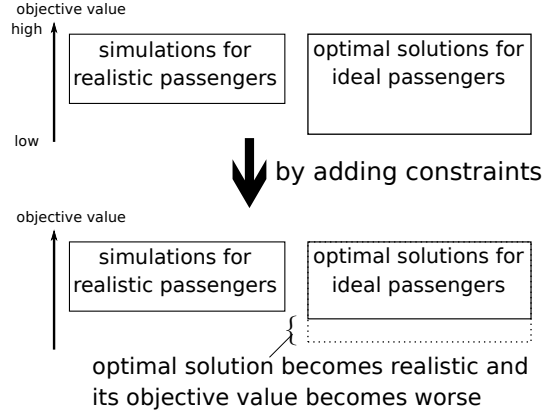 objective value
high
simulations for
realistic passengers
optimal solutions for
ideal passengers
low
by adding constraints
objective value
simulations for
realistic passengers
optimal solutions for
ideal passengers
optimal solution becomes realistic and
its objective value becomes worse